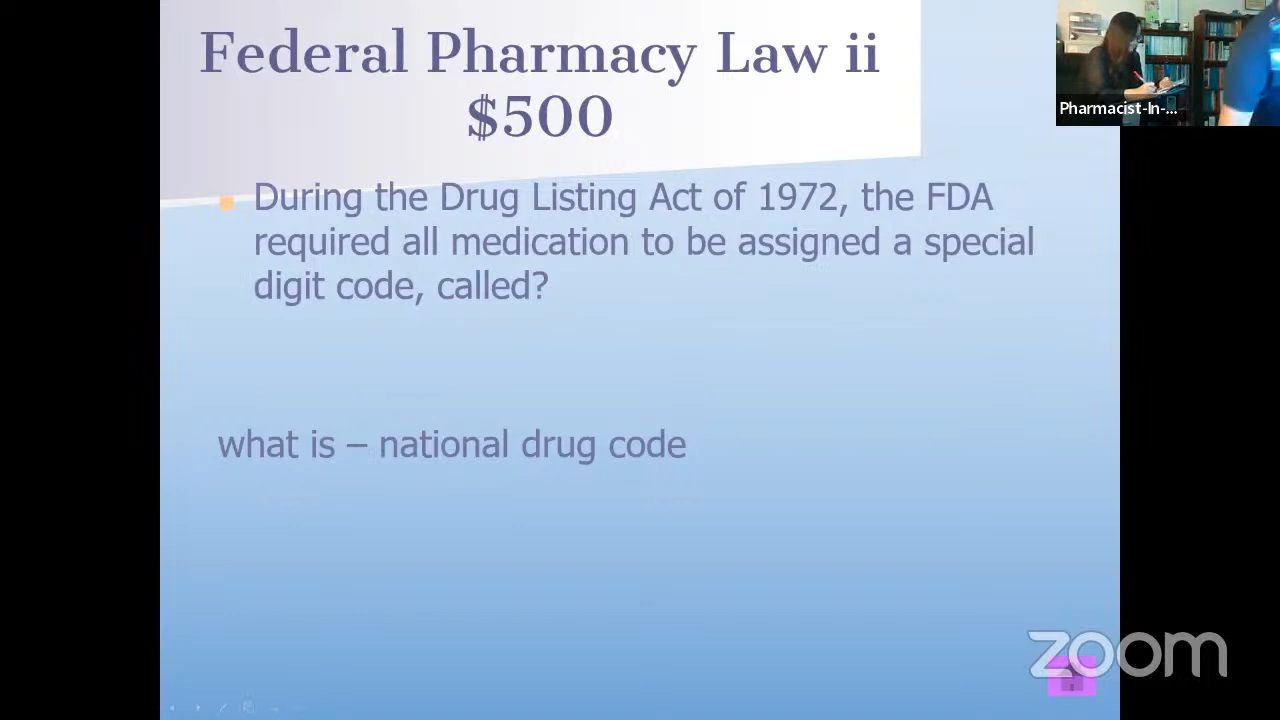 Federal Pharmacy Law ii
$500
Pharmacist-In-...
During the Drug Listing Act of 1972, the FDA
required all medication to be assigned a special
digit code, called?
what is – national drug code
zoom